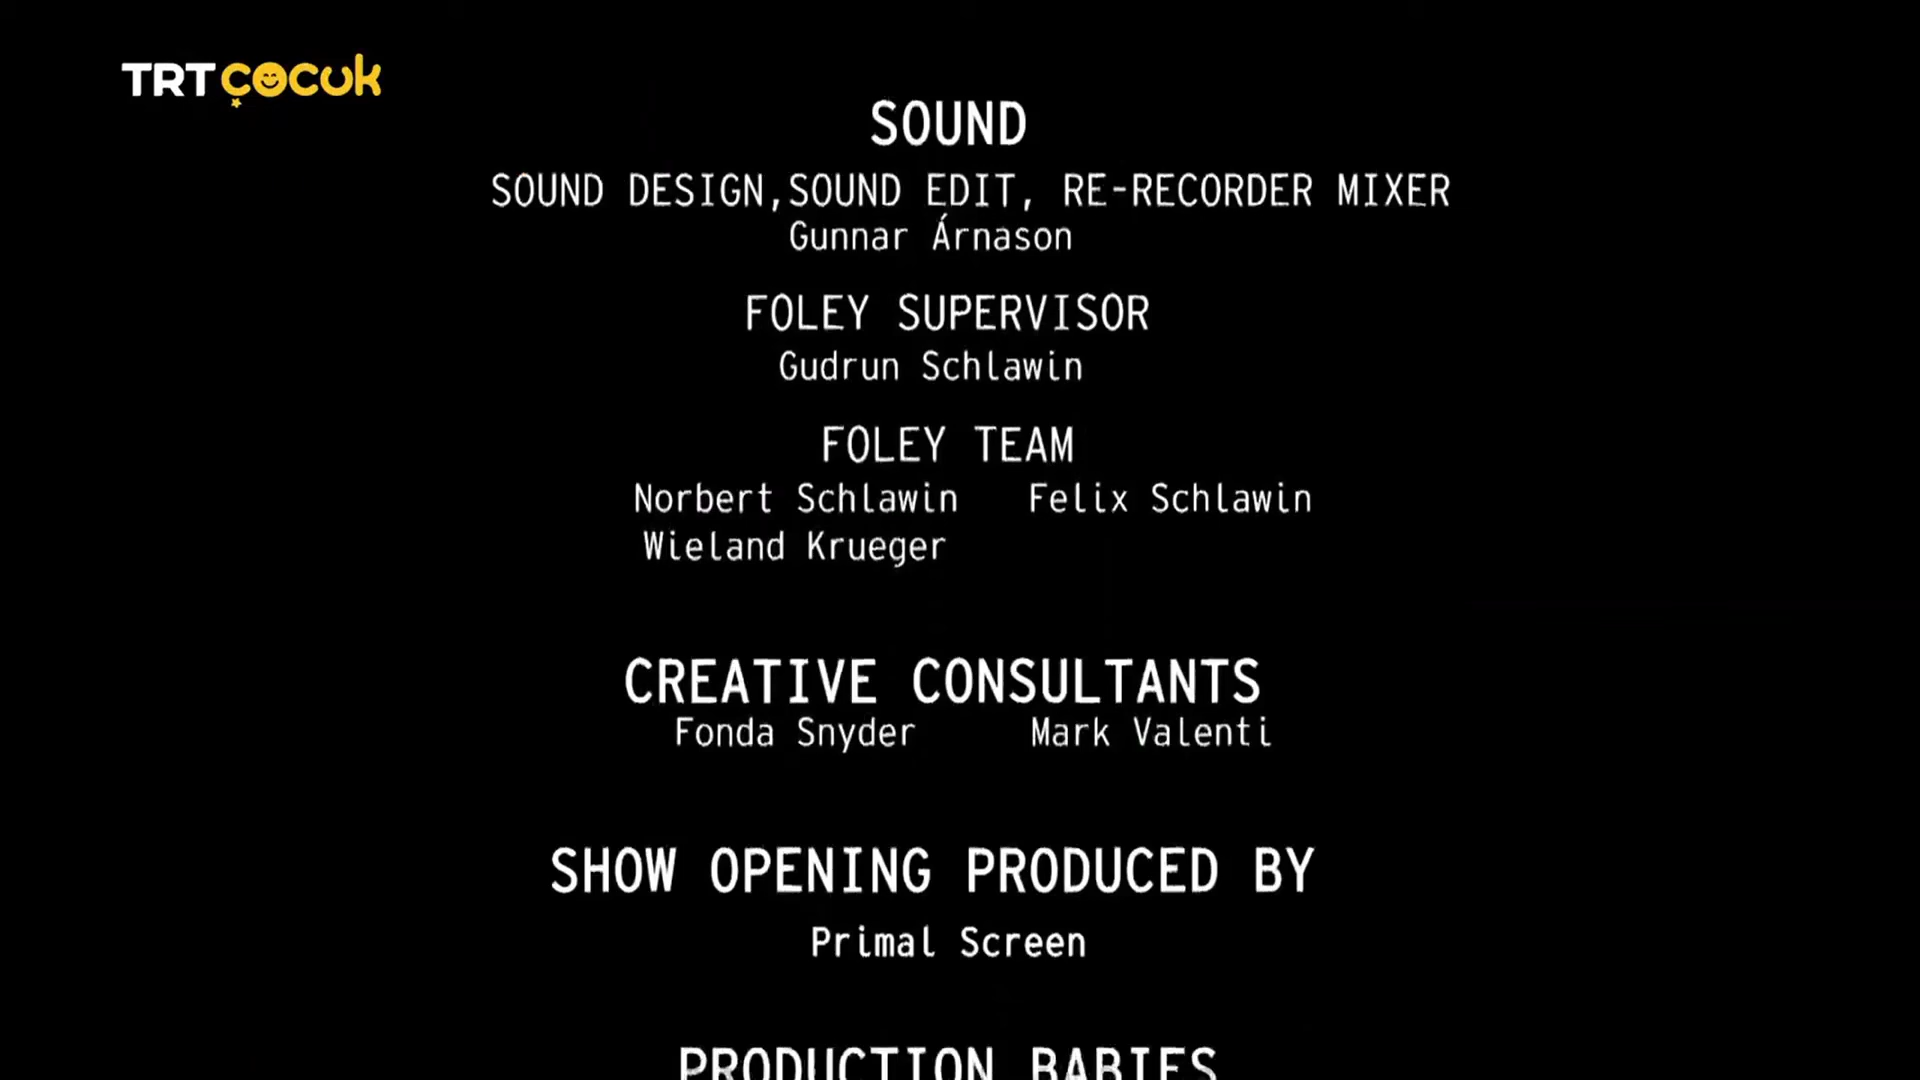 TRT çocuk
SOUND
SOUND DESIGN,SOUND EDIT, RE-RECORDER MIXER
Gunnar Árnason
FOLEY SUPERVISOR
Gudrun Schlawin
FOLEY TEAM
Norbert Schlawin Felix Schlawin
Wieland Krueger
CREATIVE CONSULTANTS
Fonda Snyder Mark Valenti
SHOW OPENING PRODUCED BY
Primal Screen
PRODUCTION BABIES